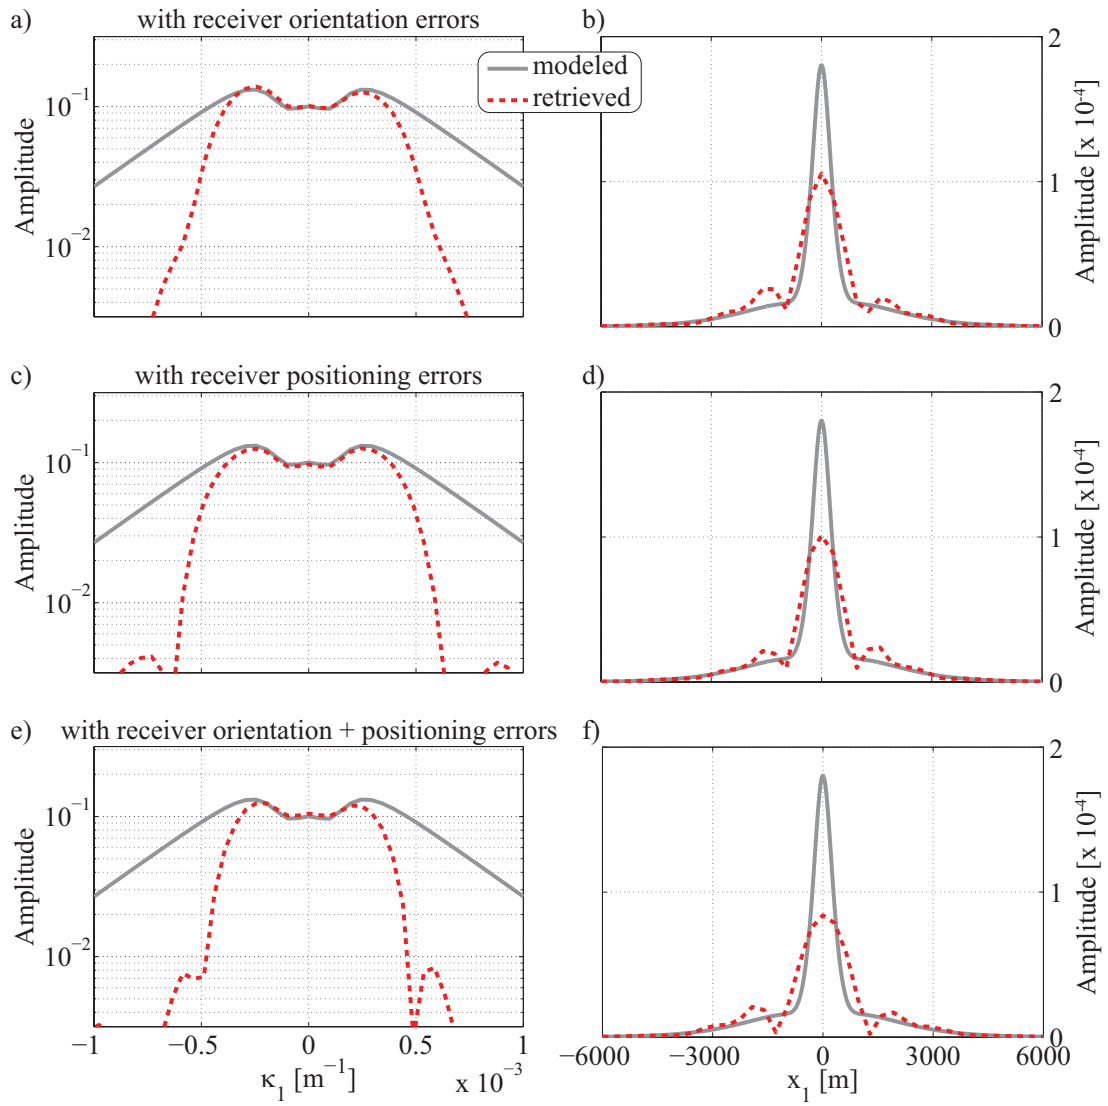 a) with receiver orientation errors b)
modeled
retrieved
10⁻¹
10⁻²
Amplitude
2
1
0
Amplitude [x 10⁻⁴]
c) with receiver positioning errors d)
10⁻¹
10⁻²
Amplitude
2
1
0
Amplitude [x10⁻⁴]
e) with receiver orientation + positioning errors f)
10⁻¹
10⁻²
Amplitude
2
1
0
Amplitude [x 10⁻⁴]
−1 −0.5 0 0.5 1
κ₁ [m⁻¹] x 10⁻³
−6000 −3000 0 3000 6000
x₁ [m]